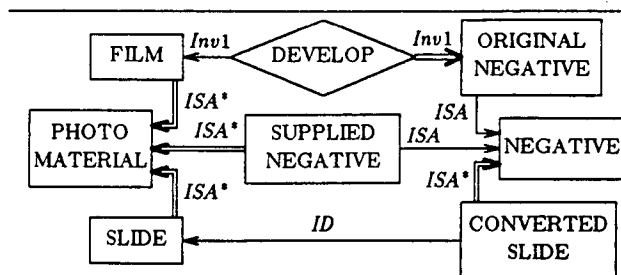 FILM
Inv1
DEVELOP
Inv1
ORIGINAL
NEGATIVE
ISA*
ISA
PHOTO
MATERIAL
ISA*
SUPPLIED
NEGATIVE
ISA
NEGATIVE
ISA*
ISA*
SLIDE
ID
CONVERTED
SLIDE